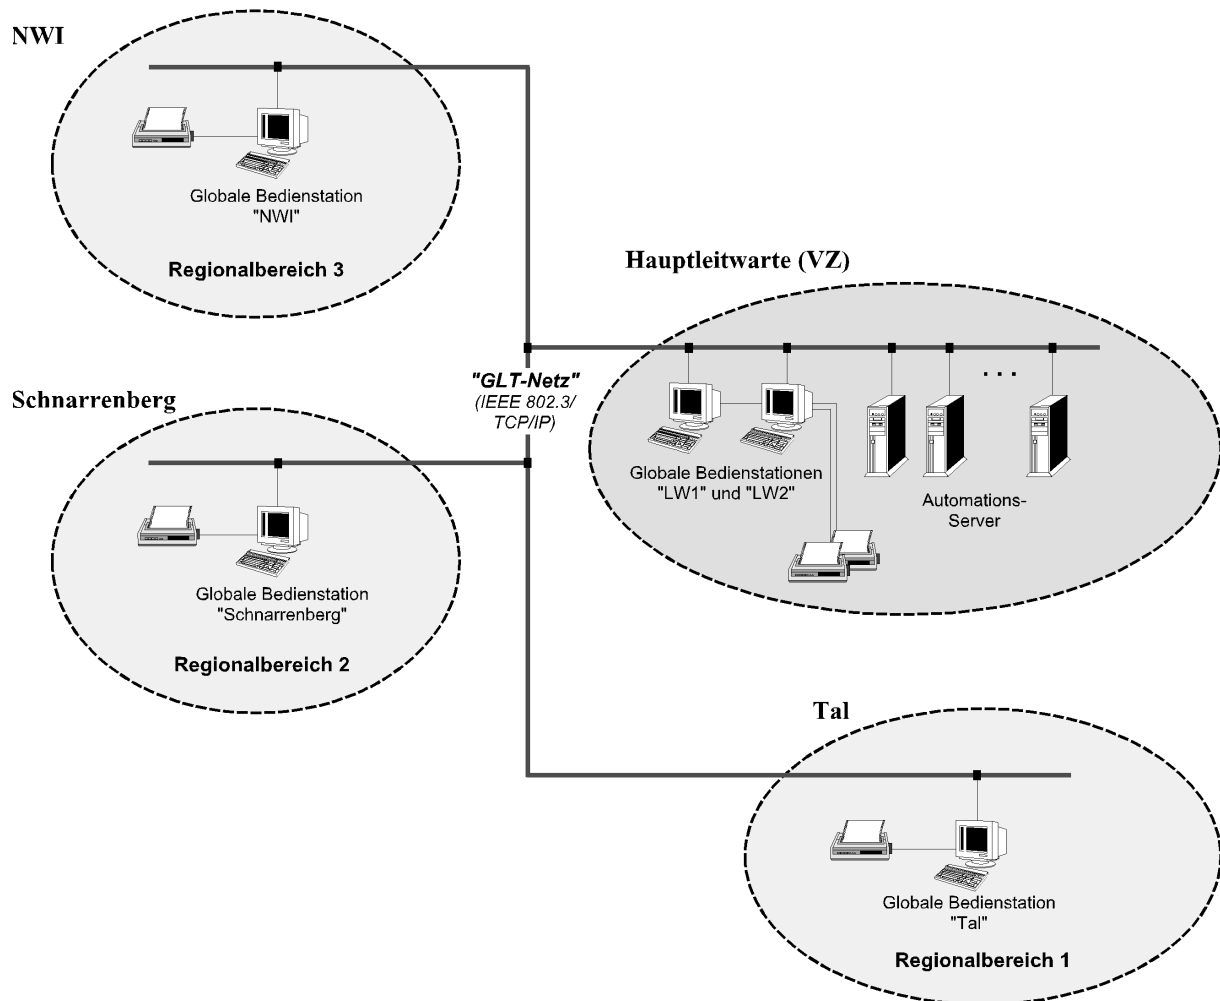 NWI
Globale Bedienstation
"NWI"
Regionalbereich 3
Hauptleitwarte (VZ)
"GLT-Netz"
(IEEE 802.3/
TCP/IP)
. . .
Globale Bedienstationen
"LW1" und "LW2"
Automations-
Server
Schnarrenberg
Globale Bedienstation
"Schnarrenberg"
Regionalbereich 2
Tal
Globale Bedienstation
"Tal"
Regionalbereich 1